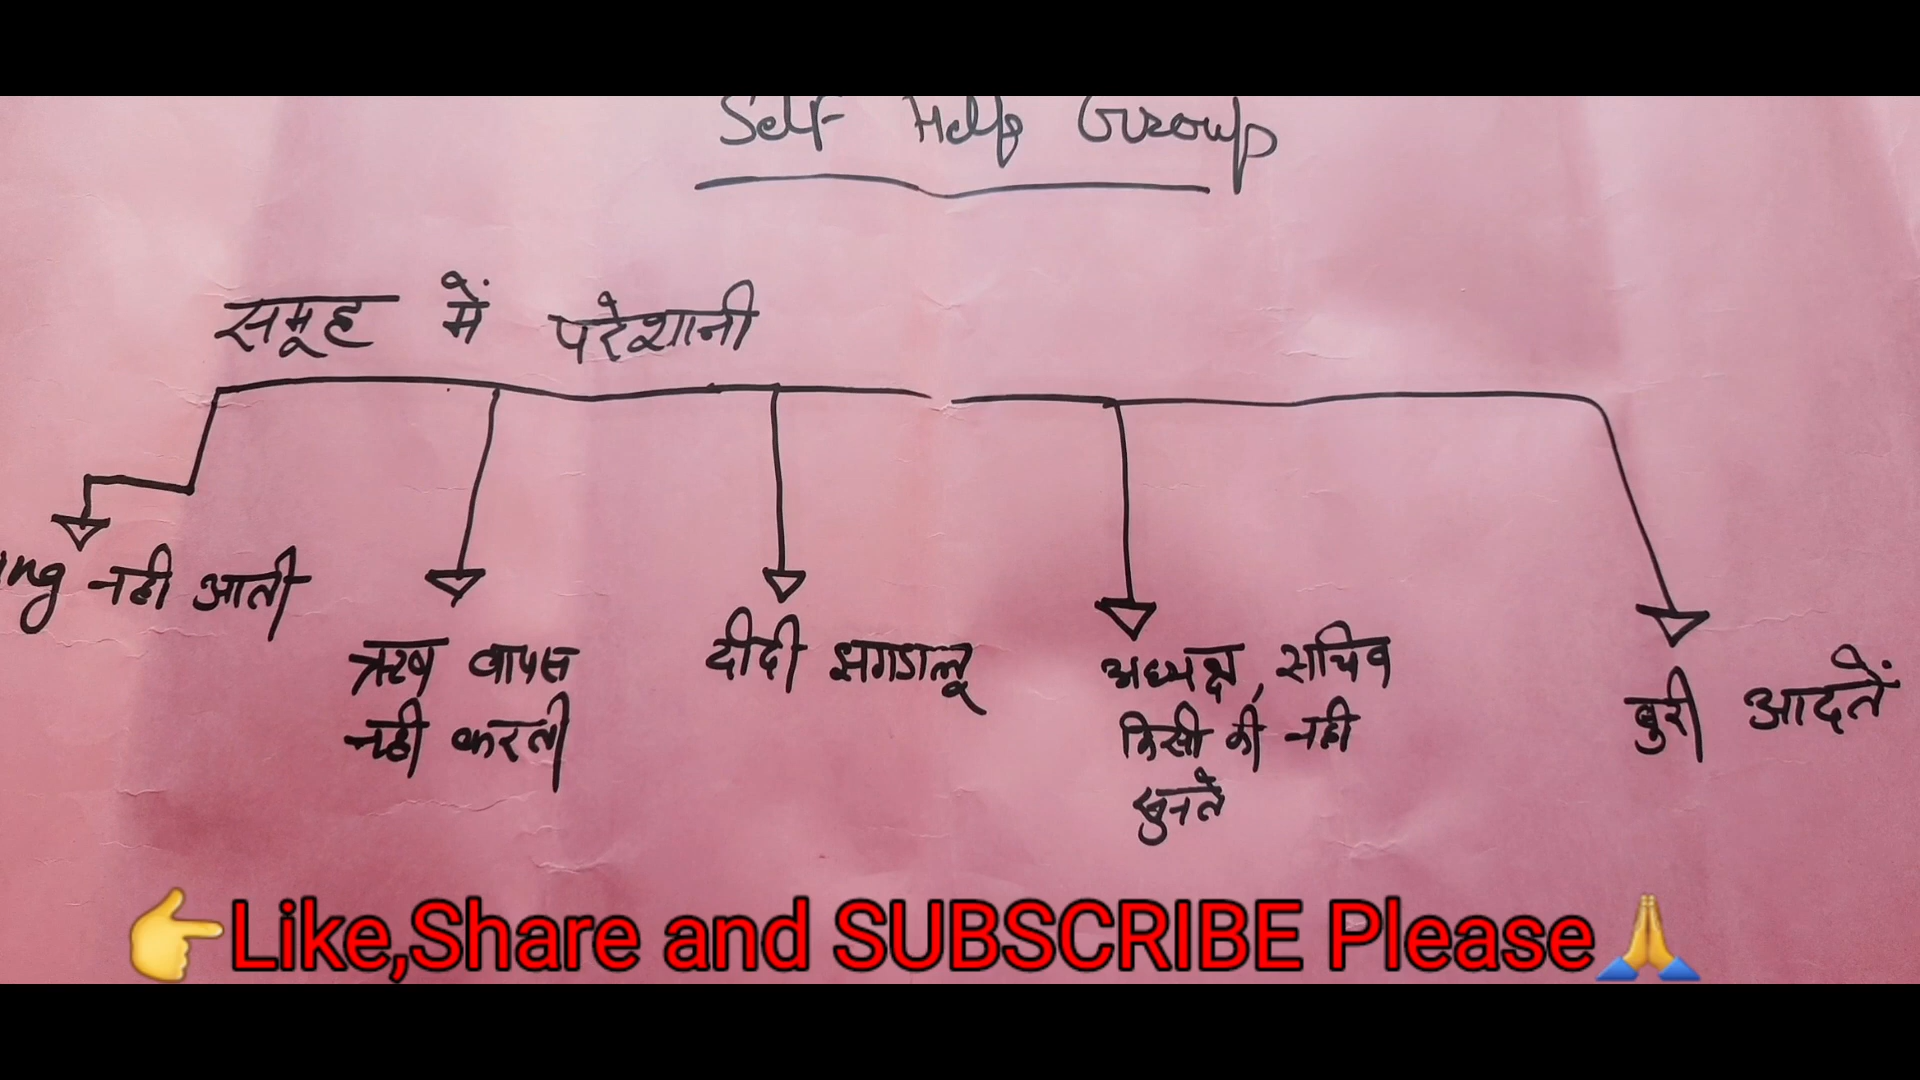 Self Help Group
समूह में परेशानी
नही आती
ऋण वापस
नही करती
दीदी झगडालू
अध्यक्ष, सचिव
किसी की नही
सुनते
बुरी आदतें
👉Like,Share and SUBSCRIBE Please🙏